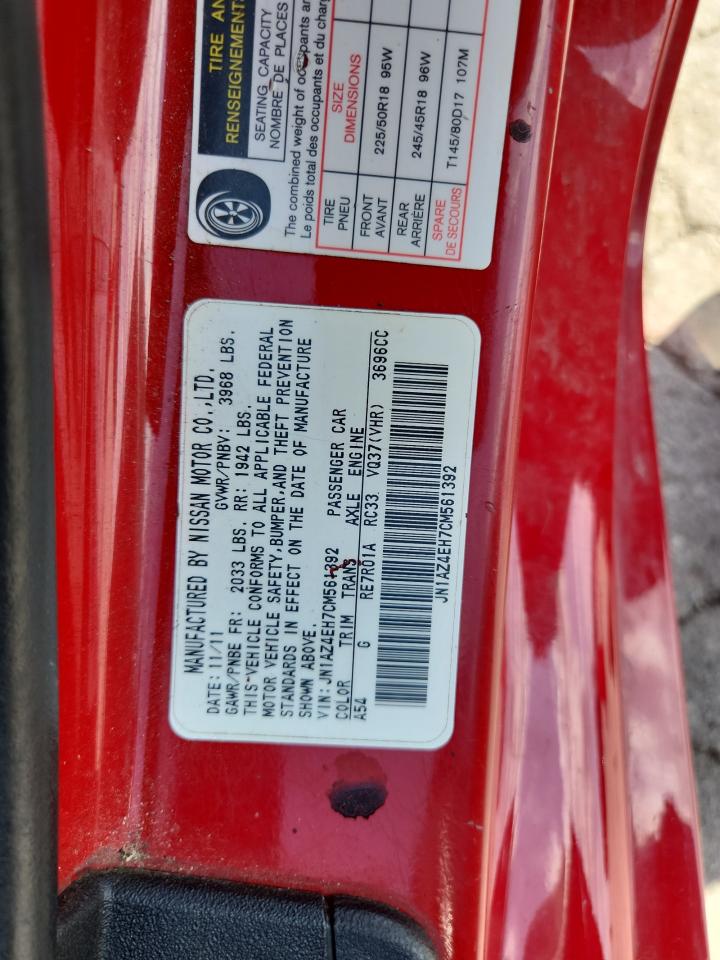 TIRE AN
RENSEIGNEMENTS
SEATING CAPACITY
NOMBRE DE PLACES
The combined weight of occupants an
Le poids total des occupants et du charg
TIRE SIZE
PNEU DIMENSIONS
FRONT
AVANT 225/50R18 95W
REAR
ARRIÈRE 245/45R18 96W
SPARE
DE SECOURS T145/80D17 107M
MANUFACTURED BY NISSAN MOTOR CO.,LTD.
DATE: 11/11 GVWR/PNBV: 3968 LBS.
GAWR/PNBE FR: 2033 LBS. RR: 1942 LBS.
THIS VEHICLE CONFORMS TO ALL APPLICABLE FEDERAL
MOTOR VEHICLE SAFETY,BUMPER,AND THEFT PREVENTION
STANDARDS IN EFFECT ON THE DATE OF MANUFACTURE
SHOWN ABOVE.
VIN: JN1AZ4EH7CM561392 PASSENGER CAR
COLOR TRIM TRANS AXLE ENGINE
A54 G RE7R01A RC33 VQ37(VHR) 3696CC
JN1AZ4EH7CM561392